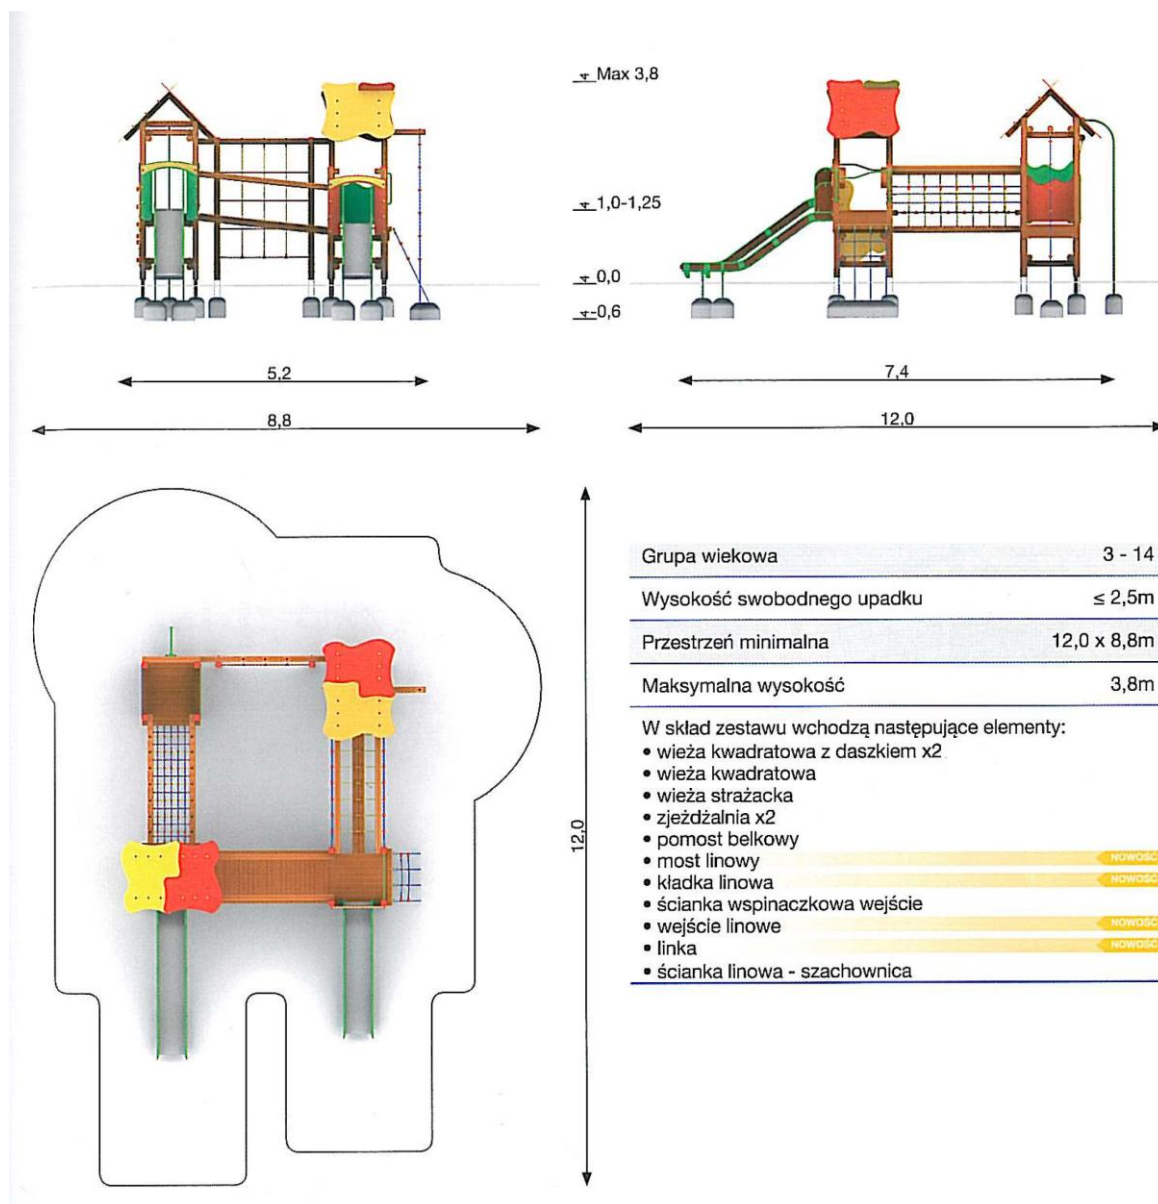 Max 3,8
1,0-1,25
0,0
-0,6
5,2
7,4
8,8
12,0
12,0
Grupa wiekowa 3 - 14
Wysokość swobodnego upadku ≤ 2,5m
Przestrzeń minimalna 12,0 x 8,8m
Maksymalna wysokość 3,8m
W skład zestawu wchodzą następujące elementy:
• wieża kwadratowa z daszkiem x2
• wieża kwadratowa
• wieża strażacka
• zjeżdżalnia x2
• pomost belkowy
• most linowy NOWOŚĆ
• kładka linowa NOWOŚĆ
• ścianka wspinaczkowa wejście
• wejście linowe NOWOŚĆ
• linka NOWOŚĆ
• ścianka linowa - szachownica